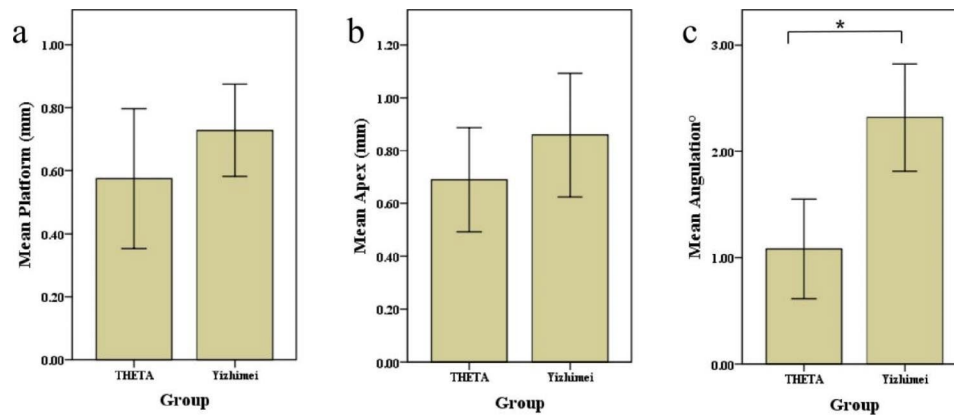 a
Mean Platform (mm)
1.00
0.80
0.60
0.40
0.20
0.00
THETA
Yizhimei
Group
b
Mean Apex (mm)
1.20
1.00
0.80
0.60
0.40
0.20
0.00
THETA
Yizhimei
Group
c
*
Mean Angulation°
3.00
2.00
1.00
0.00
THETA
Yizhimei
Group